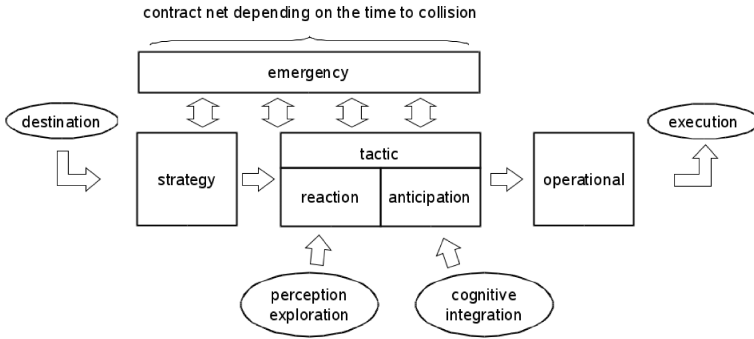 contract net depending on the time to collision
emergency
destination
execution
tactic
strategy
reaction
anticipation
operational
perception
exploration
cognitive
integration